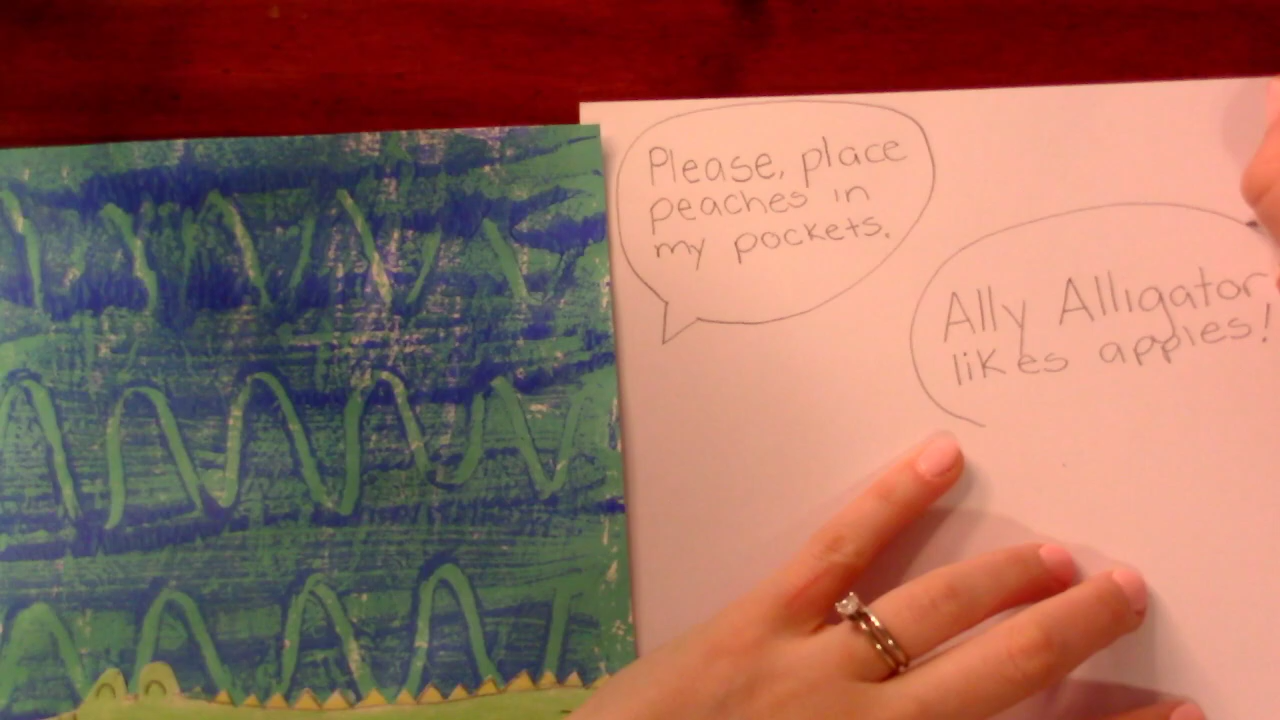 Please, place
peaches in
my pockets.
Ally Alligator
likes apples!